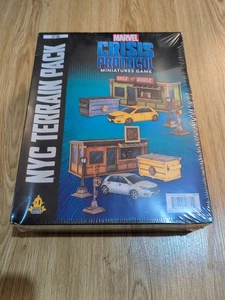 MARVEL
CRISIS
PROTOCOL
MINIATURES GAME
NYC TERRAIN PACK